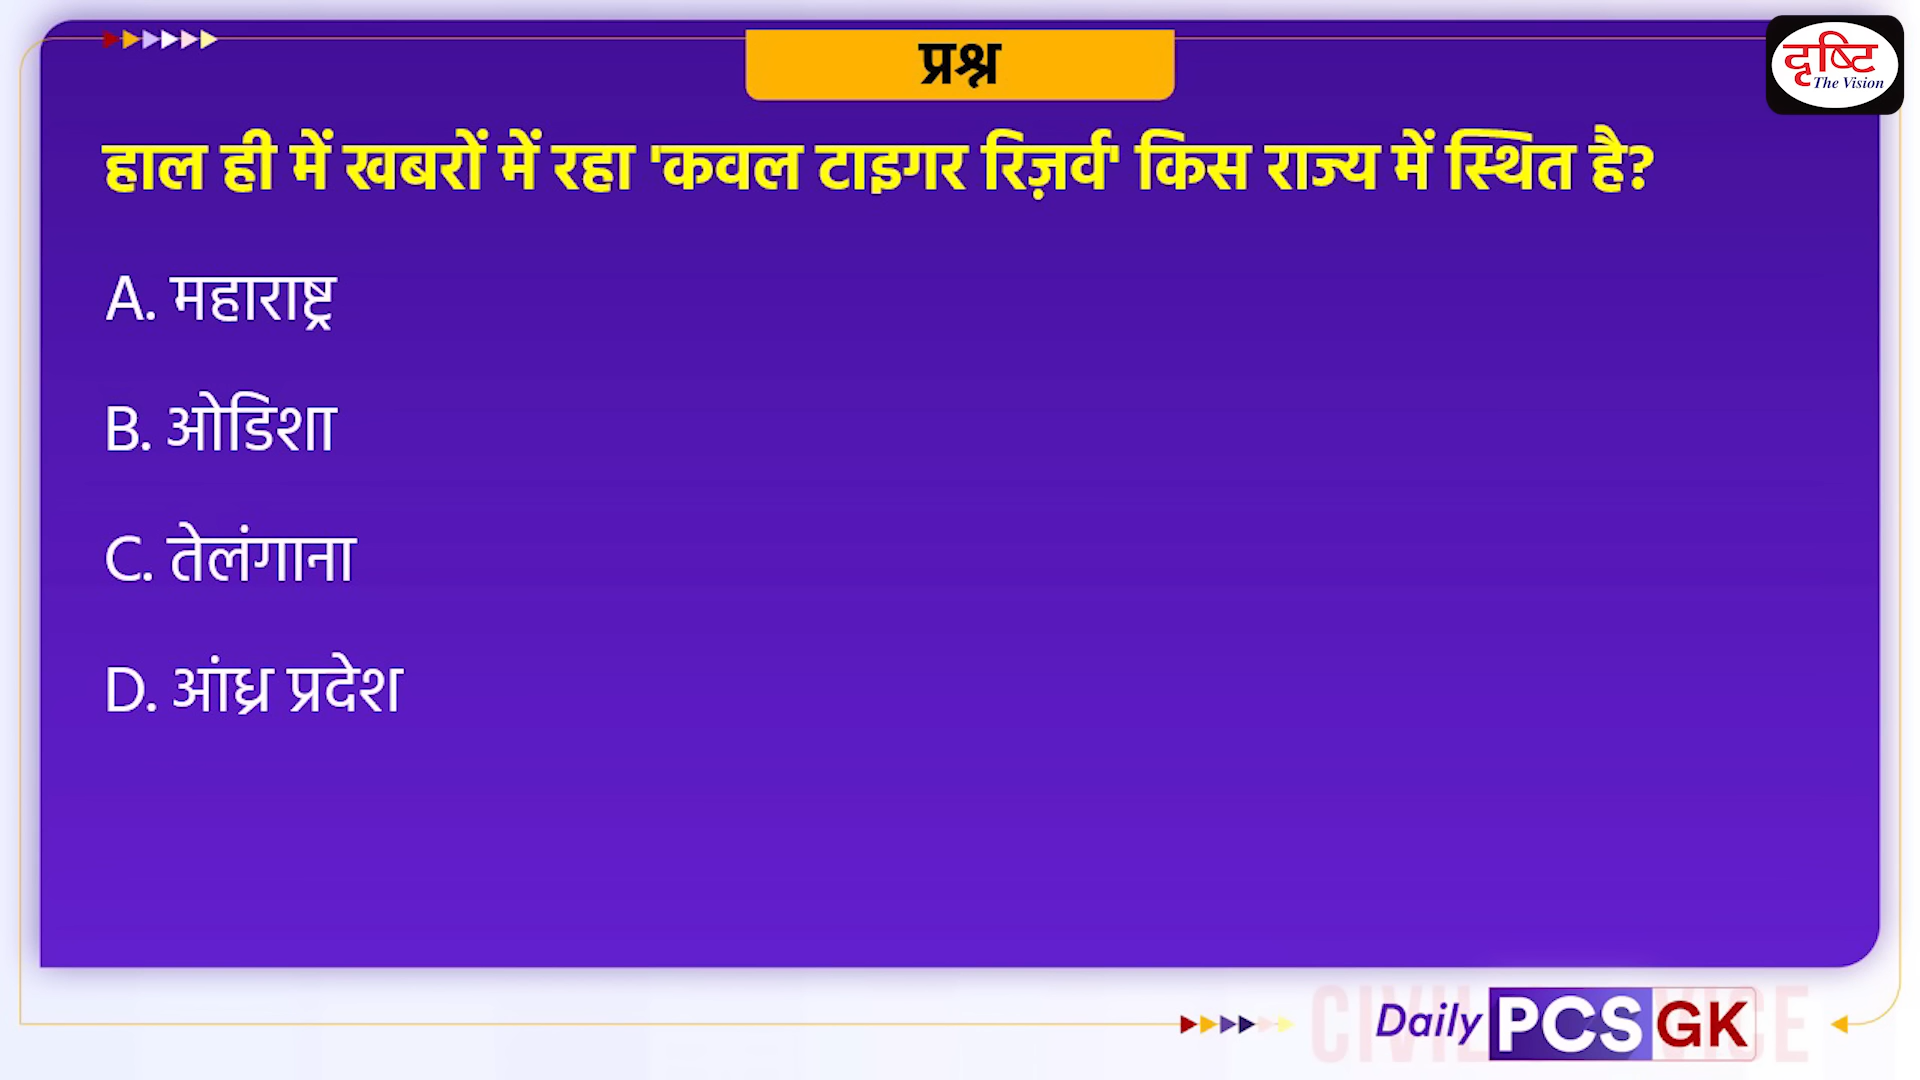 प्रश्न
दृष्टि
The Vision
हाल ही में खबरों में रहा 'कवल टाइगर रिज़र्व' किस राज्य में स्थित है?
A. महाराष्ट्र
B. ओडिशा
C. तेलंगाना
D. आंध्र प्रदेश
Daily PCS GK